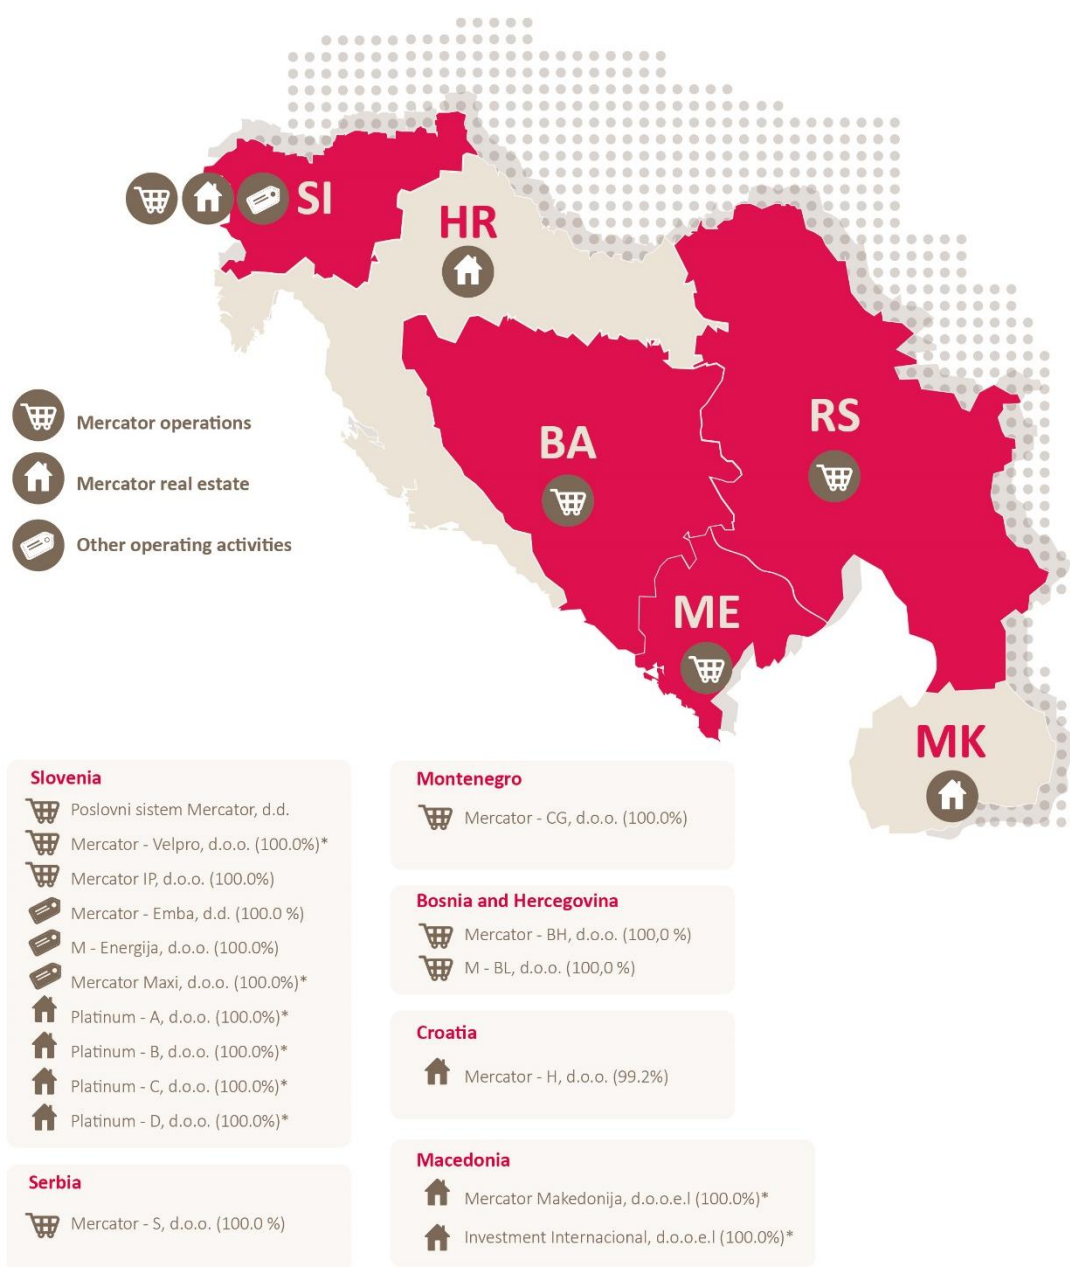 SI
HR
BA
RS
ME
MK
Mercator operations
Mercator real estate
Other operating activities
Slovenia
Poslovni sistem Mercator, d.d.
Mercator - Velpro, d.o.o. (100.0%)*
Mercator IP, d.o.o. (100.0%)
Mercator - Emba, d.d. (100.0 %)
M - Energija, d.o.o. (100.0%)
Mercator Maxi, d.o.o. (100.0%)*
Platinum - A, d.o.o. (100.0%)*
Platinum - B, d.o.o. (100.0%)*
Platinum - C, d.o.o. (100.0%)*
Platinum - D, d.o.o. (100.0%)*
Serbia
Mercator - S, d.o.o. (100.0 %)
Montenegro
Mercator - CG, d.o.o. (100.0%)
Bosnia and Hercegovina
Mercator - BH, d.o.o. (100,0 %)
M - BL, d.o.o. (100,0 %)
Croatia
Mercator - H, d.o.o. (99.2%)
Macedonia
Mercator Makedonija, d.o.o.e.l (100.0%)*
Investment Internacional, d.o.o.e.l (100.0%)*